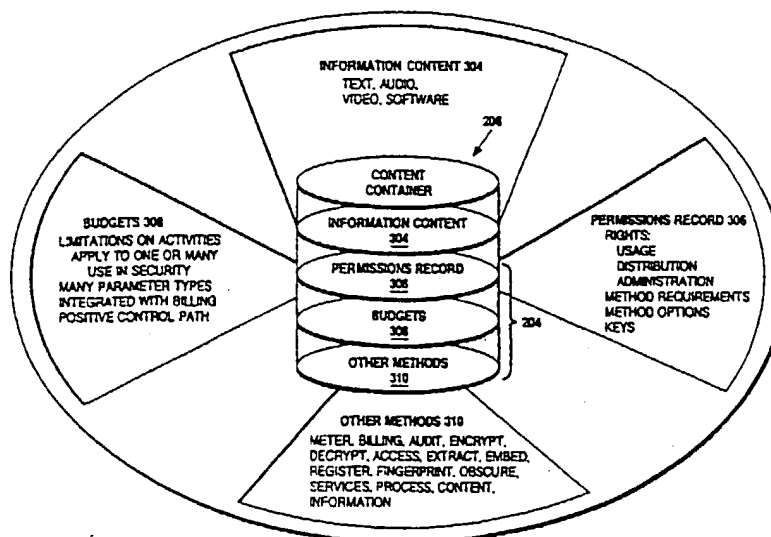 INFORMATION CONTENT 304
TEXT, AUDIO,
VIDEO, SOFTWARE
206
CONTENT
CONTAINER
INFORMATION CONTENT
304
PERMISSIONS RECORD
306
BUDGETS
308
OTHER METHODS
310
204
BUDGETS 308
LIMITATIONS ON ACTIVITIES
APPLY TO ONE OR MANY
USE IN SECURITY
MANY PARAMETER TYPES
INTEGRATED WITH BILLING
POSITIVE CONTROL PATH
PERMISSIONS RECORD 306
RIGHTS:
USAGE
DISTRIBUTION
ADMINISTRATION
METHOD REQUIREMENTS
METHOD OPTIONS
KEYS
OTHER METHODS 310
METER, BILLING, AUDIT, ENCRYPT,
DECRYPT, ACCESS, EXTRACT, EMBED,
REGISTER, FINGERPRINT, OBSCURE,
SERVICES, PROCESS, CONTENT,
INFORMATION